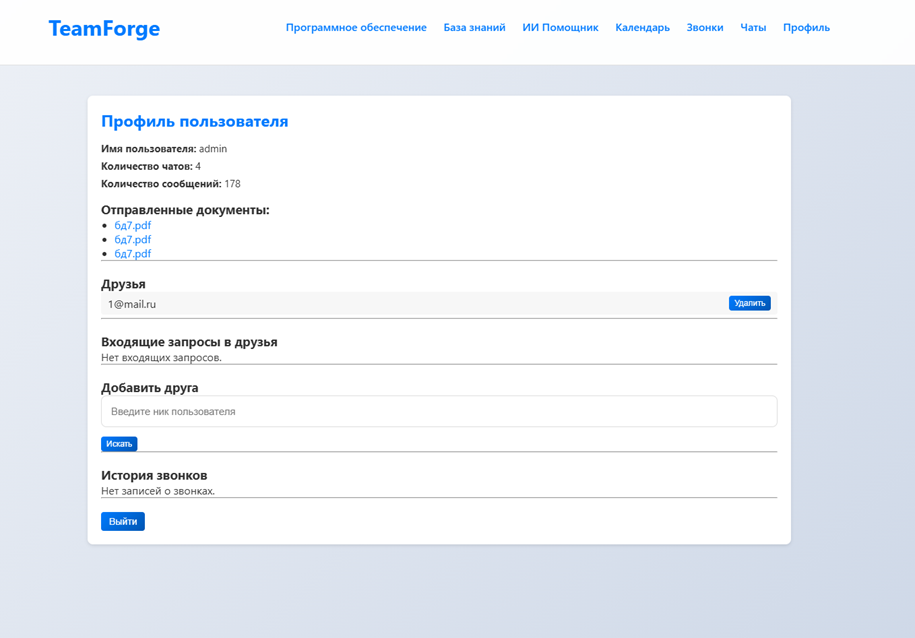 TeamForge
Программное обеспечение База знаний ИИ Помощник Календарь Звонки Чаты Профиль
Профиль пользователя
Имя пользователя: admin
Количество чатов: 4
Количество сообщений: 178
Отправленные документы:
бд7.pdf
бд7.pdf
бд7.pdf
Друзья
1@mail.ru Удалить
Входящие запросы в друзья
Нет входящих запросов.
Добавить друга
Введите ник пользователя
Искать
История звонков
Нет записей о звонках.
Выйти